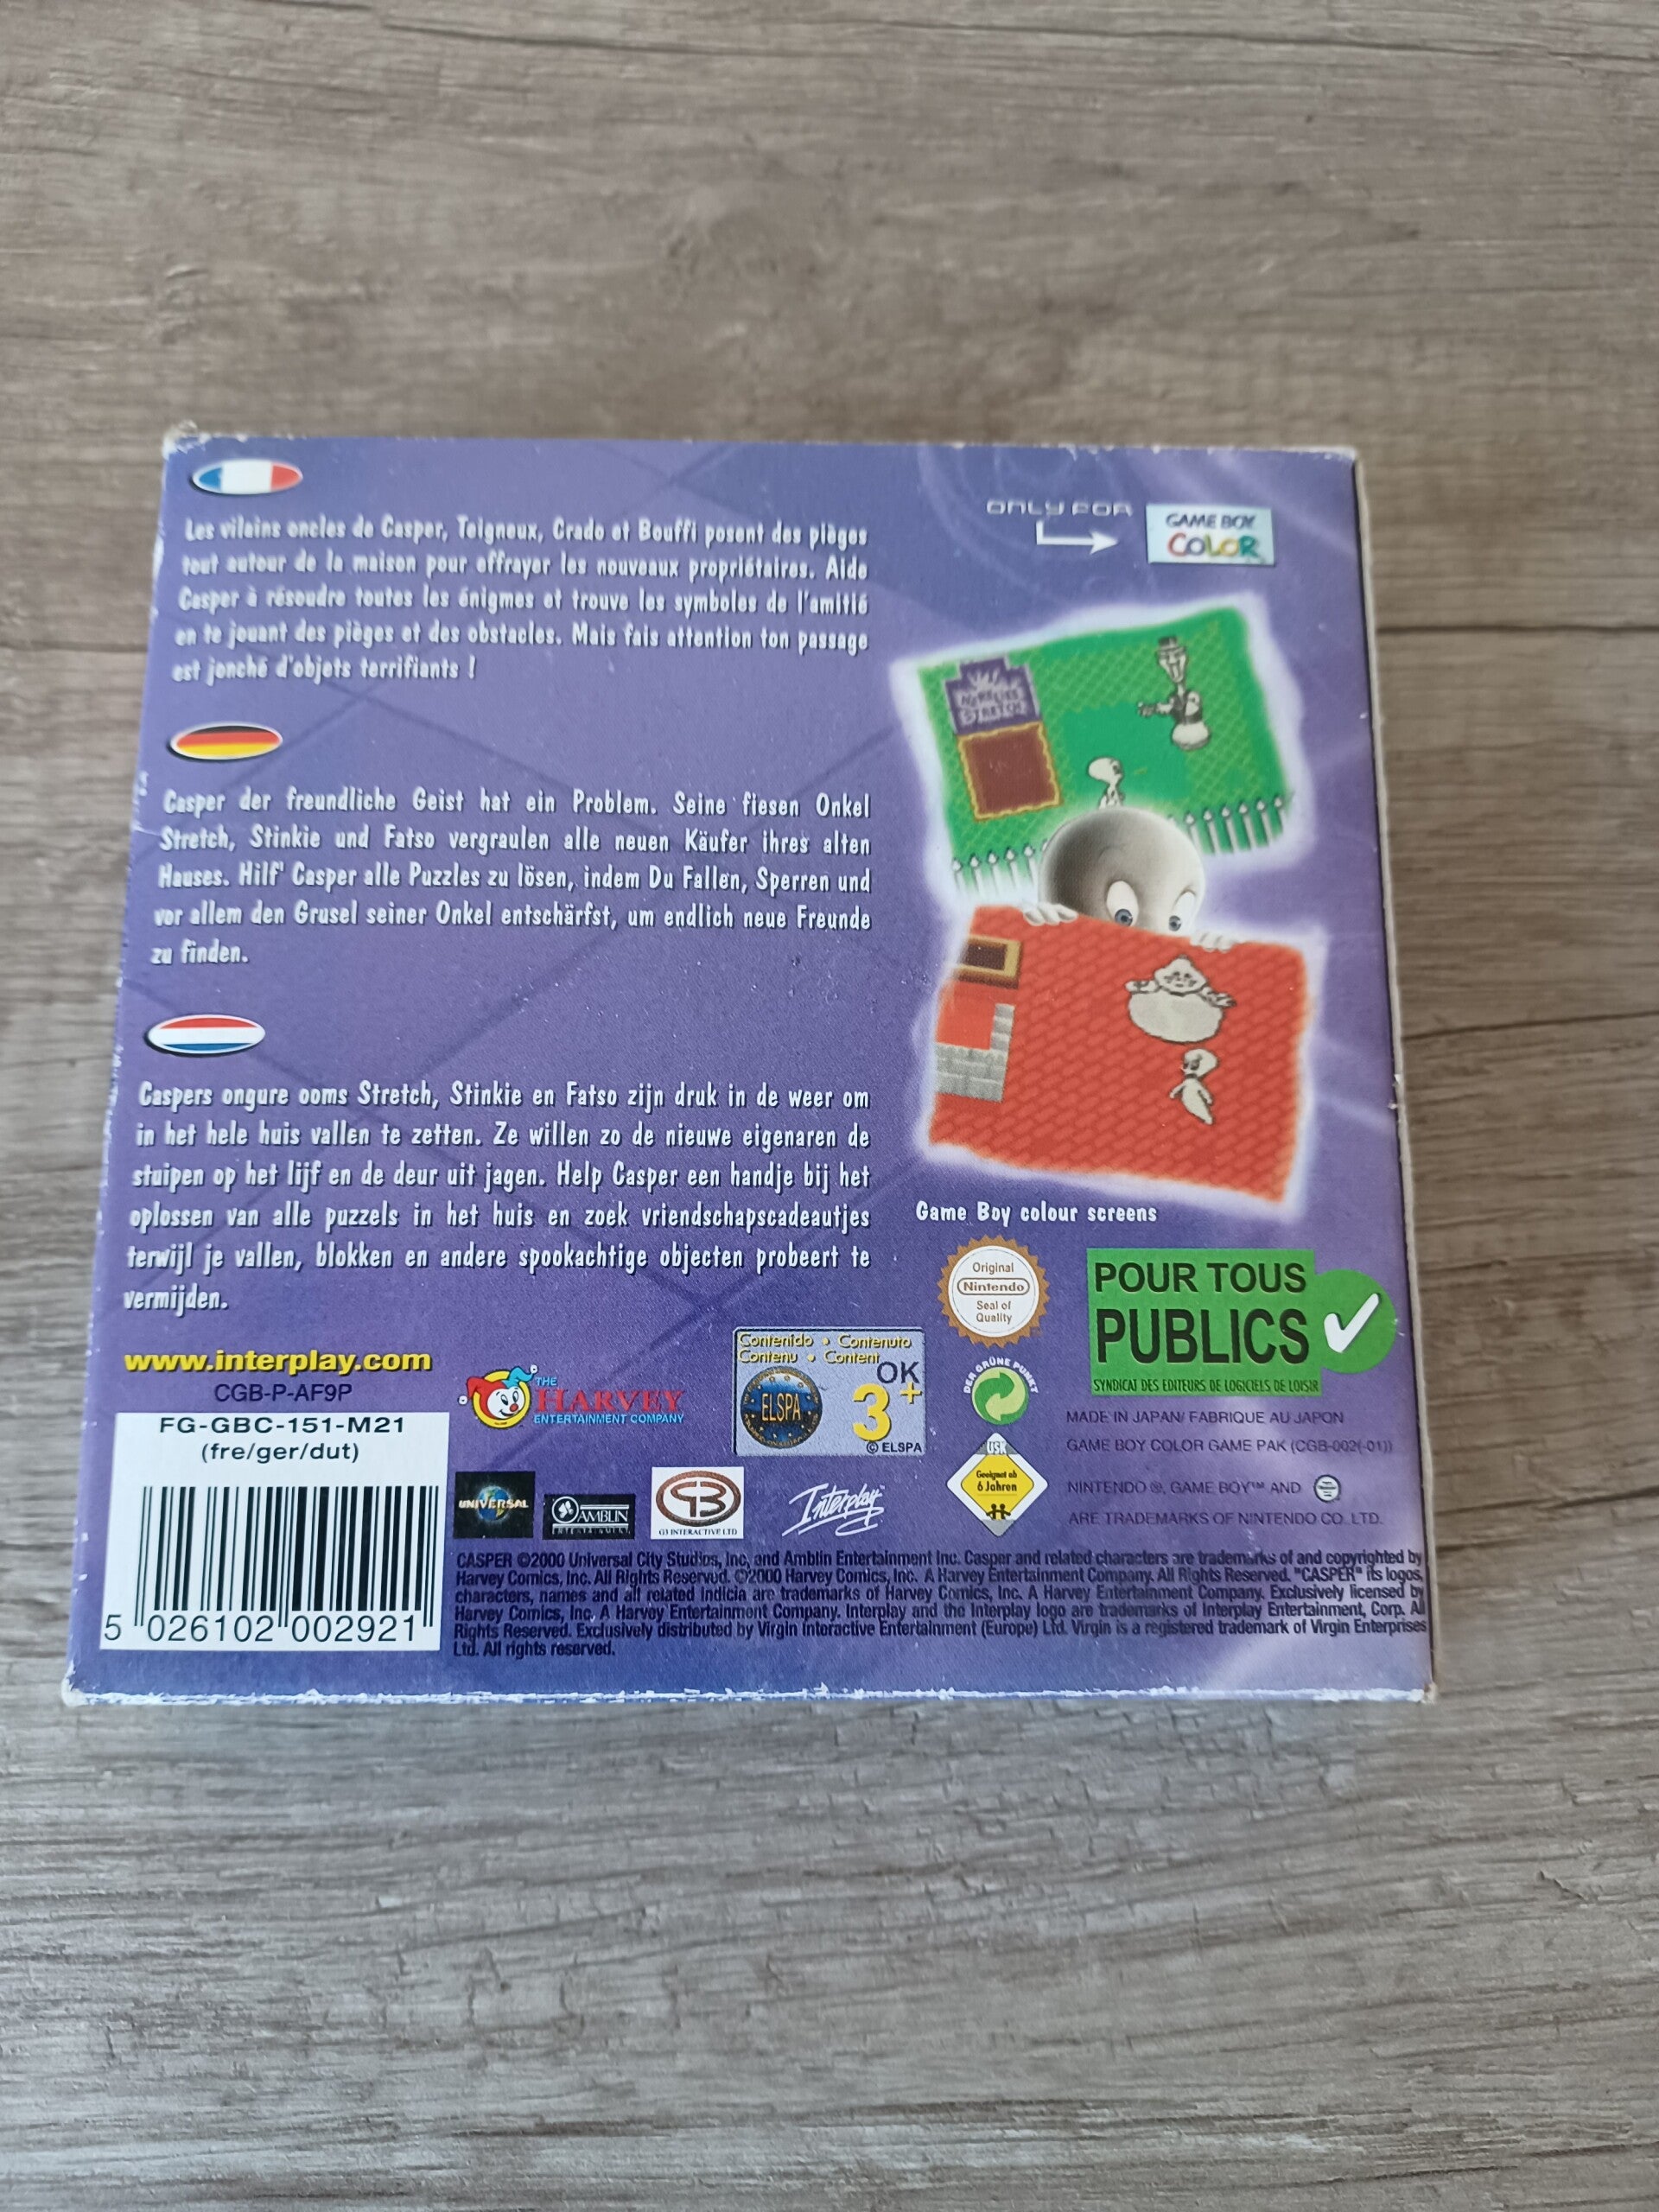 Les vilains oncles de Casper, Teigneux, Crado et Bouffi posent des pièges
tout autour de la maison pour effrayer les nouveaux propriétaires. Aide
Casper à résoudre toutes les énigmes et trouve les symboles de l'amitié
en te jouant des pièges et des obstacles. Mais fais attention ton passage
est jonché d'objets terrifiants !
Casper der freundliche Geist hat ein Problem. Seine fiesen Onkel
Stretch, Stinkie und Fatso vergraulen alle neuen Käufer ihres alten
Hauses. Hilf' Casper alle Puzzles zu lösen, indem Du Fallen, Sperren und
vor allem den Grusel seiner Onkel entschärfst, um endlich neue Freunde
zu finden.
Caspers ongure ooms Stretch, Stinkie en Fatso zijn druk in de weer om
in het hele huis vallen te zetten. Ze willen zo de nieuwe eigenaren de
stuipen op het lijf en de deur uit jagen. Help Casper een handje bij het
oplossen van alle puzzels in het huis en zoek vriendschapscadeautjes
terwijl je vallen, blokken en andere spookachtige objecten probeert te
vermijden.
ONLY FOR
GAME BOY
COLOR
Game Boy colour screens
Original
Nintendo
Seal of
Quality
POUR TOUS
PUBLICS
SYNDICAT DES EDITEURS DE LOGICIELS DE LOISIR
DER GRÜNE PUNKT
MADE IN JAPAN/ FABRIQUE AU JAPON
GAME BOY COLOR GAME PAK (CGB-002(-01))
NINTENDO ®, GAME BOY™ AND
ARE TRADEMARKS OF NINTENDO CO. LTD.
USK
Geeignet ab
6 Jahren
www.interplay.com
CGB-P-AF9P
FG-GBC-151-M21
(fre/ger/dut)
5 026102 002921
THE
HARVEY
ENTERTAINMENT COMPANY
Contenido • Contenuto
Contenu • Content
OK
3+
ELSPA
© ELSPA
UNIVERSAL
AMBLIN
ENTERTAINMENT
G3 INTERACTIVE LTD
Interplay
CASPER ©2000 Universal City Studios, Inc, and Amblin Entertainment Inc. Casper and related characters are trademarks of and copyrighted by
Harvey Comics, Inc. All Rights Reserved. ©2000 Harvey Comics, Inc. A Harvey Entertainment Company. All Rights Reserved. "CASPER" its logos,
characters, names and all related indicia are trademarks of Harvey Comics, Inc. A Harvey Entertainment Company. Exclusively licensed by
Harvey Comics, Inc. A Harvey Entertainment Company. Interplay and the Interplay logo are trademarks of Interplay Entertainment, Corp. All
Rights Reserved. Exclusively distributed by Virgin Interactive Entertainment (Europe) Ltd. Virgin is a registered trademark of Virgin Enterprises
Ltd. All rights reserved.